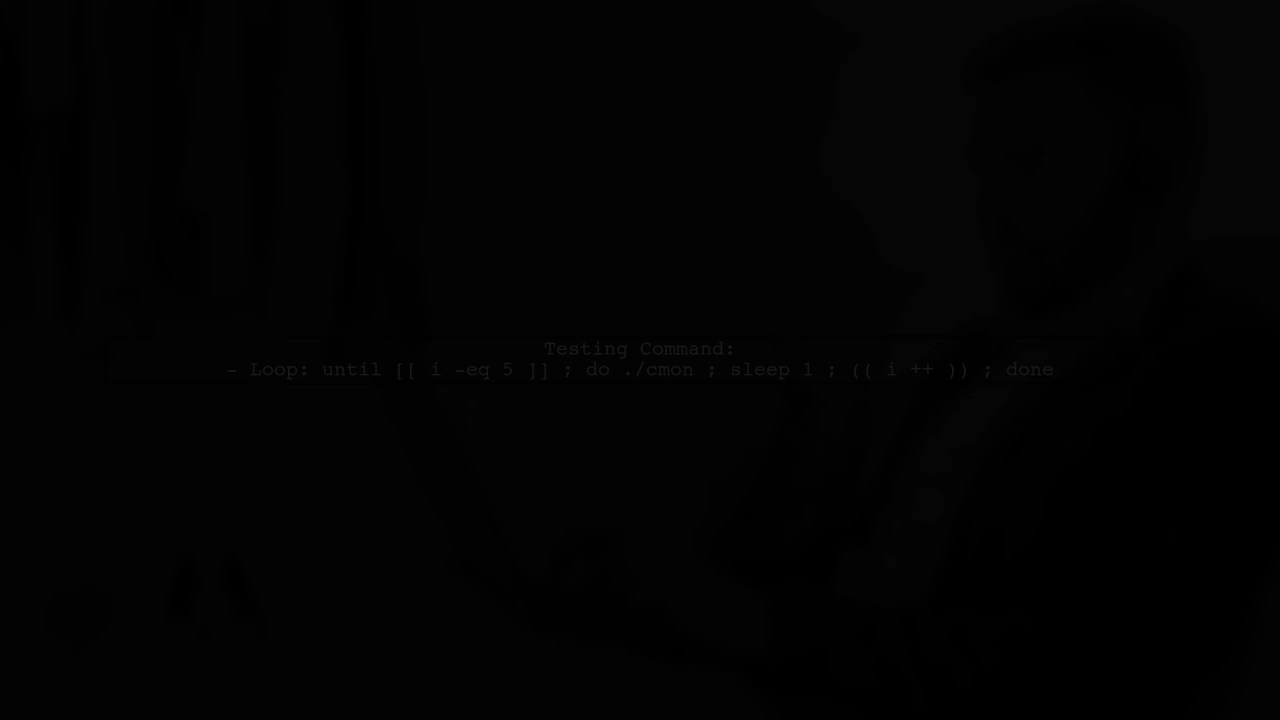 Testing Command:
- Loop: until [[ i -eq 5 ]] ; do ./cmon ; sleep 1 ; (( i ++ )) ; done